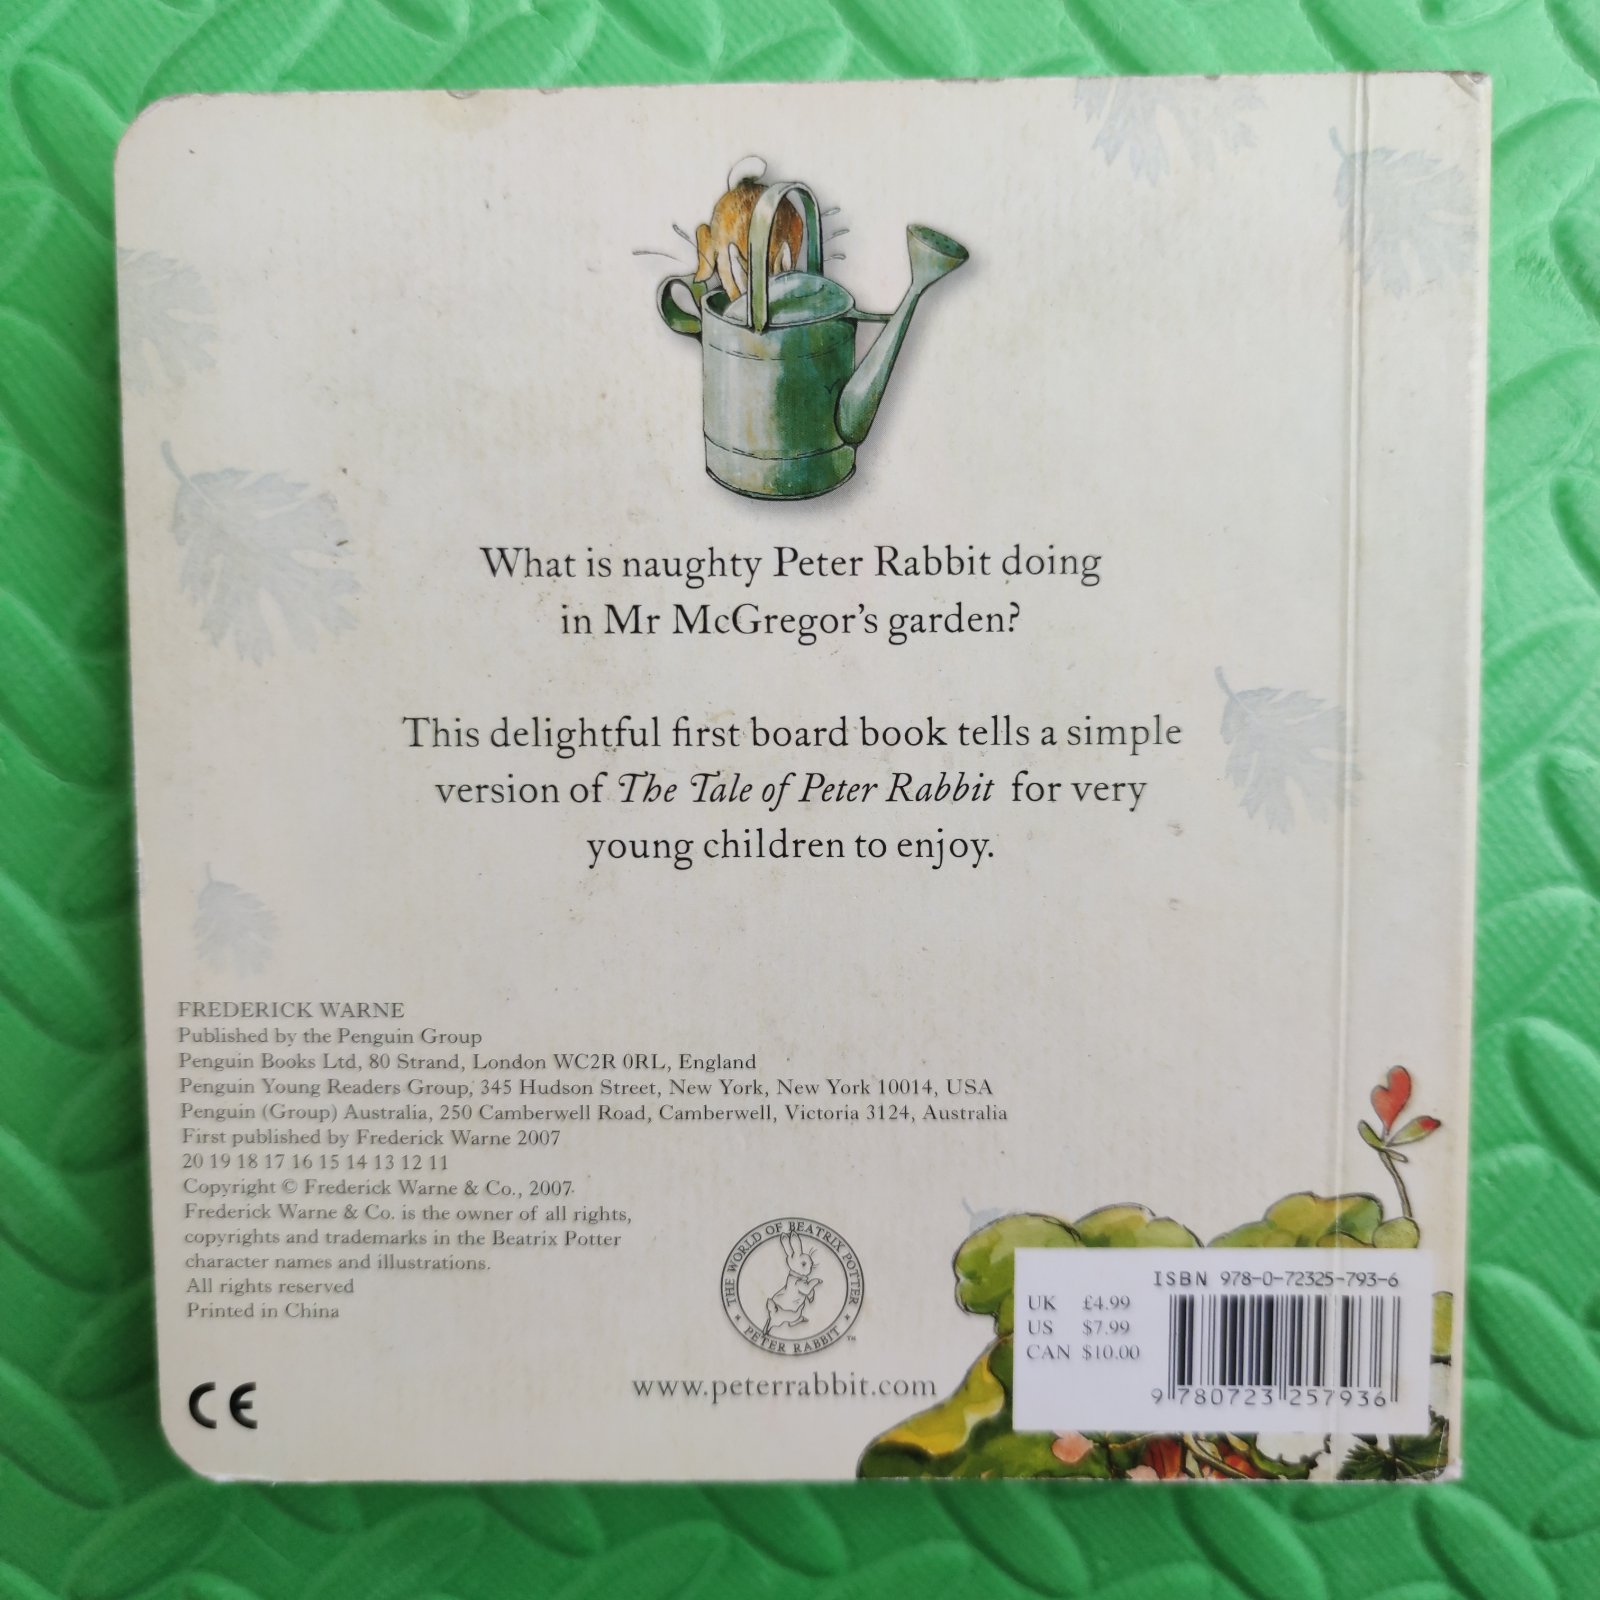 What is naughty Peter Rabbit doing
in Mr McGregor's garden?
This delightful first board book tells a simple
version of The Tale of Peter Rabbit for very
young children to enjoy.
FREDERICK WARNE
Published by the Penguin Group
Penguin Books Ltd, 80 Strand, London WC2R 0RL, England
Penguin Young Readers Group, 345 Hudson Street, New York, New York 10014, USA
Penguin (Group) Australia, 250 Camberwell Road, Camberwell, Victoria 3124, Australia
First published by Frederick Warne 2007
20 19 18 17 16 15 14 13 12 11
Copyright © Frederick Warne & Co., 2007
Frederick Warne & Co. is the owner of all rights,
copyrights and trademarks in the Beatrix Potter
character names and illustrations.
All rights reserved
Printed in China
CE
THE WORLD OF BEATRIX POTTER
PETER RABBIT ™
www.peterrabbit.com
ISBN 978-0-72325-793-6
UK £4.99
US $7.99
CAN $10.00
9 780723 257936